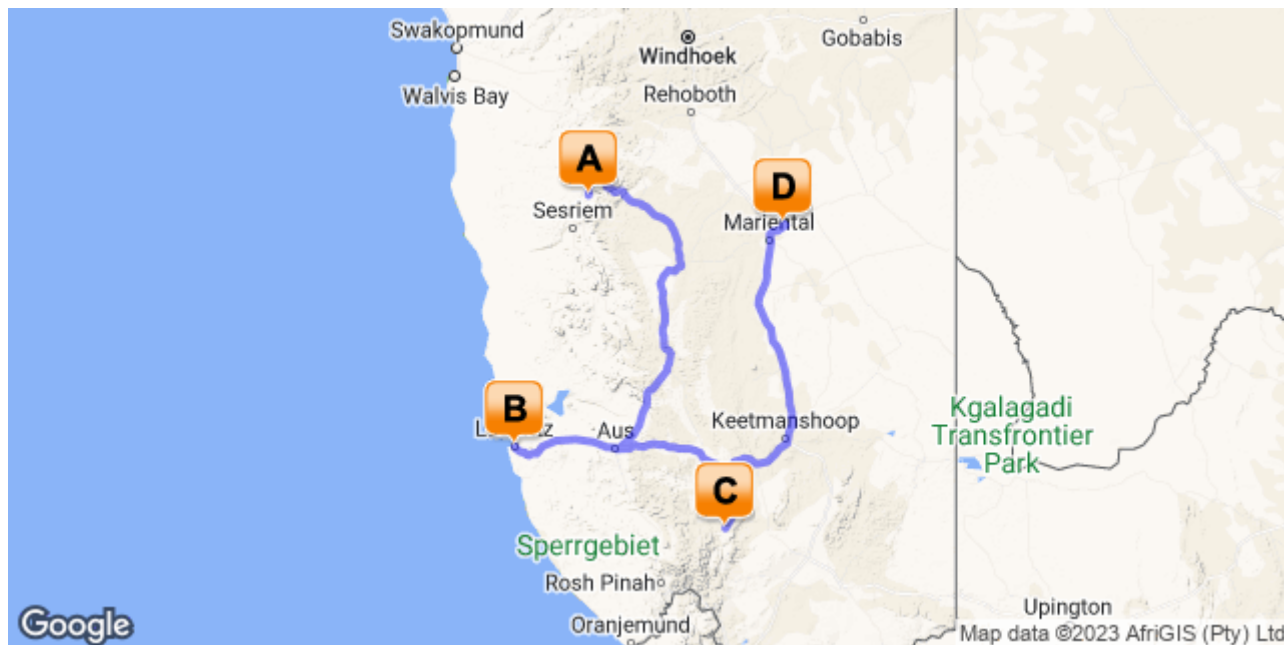 Swakopmund
Walvis Bay
Windhoek
Rehoboth
Gobabis
A
Sesriem
D
Mariental
B
Aus
Keetmanshoop
C
Kgalagadi
Transfrontier
Park
Sperrgebiet
Rosh Pinah
Oranjemund
Upington
Google
Map data ©2023 AfriGIS (Pty) Ltd